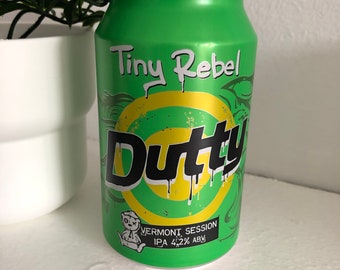 Tiny Rebel
Dutty
VERMONT SESSION
IPA 4.2% ABV